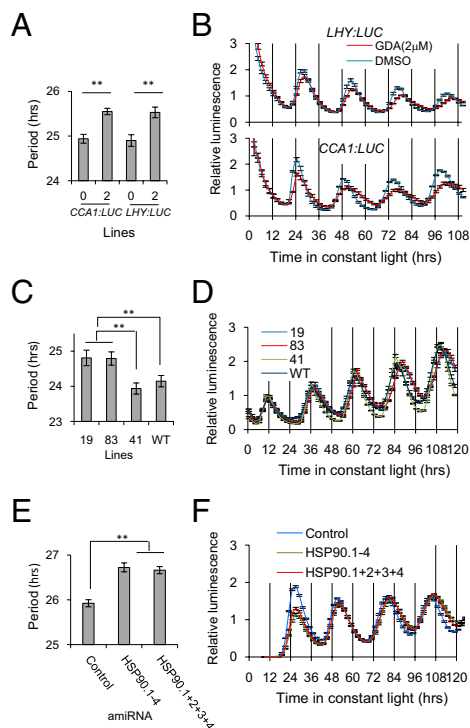 A
Period (hrs)
26
25
24
**
**
0 2 0 2
CCA1:LUC LHY:LUC
Lines
B
LHY:LUC
GDA(2μM)
DMSO
Relative luminescence
3
2
1
0
CCA1:LUC
3
2
1
0
0 12 24 36 48 60 72 84 96 108
Time in constant light (hrs)
C
Period (hrs)
25
24
23
**
**
19 83 41 WT
Lines
D
19
83
41
WT
Relative luminescence
3
2
1
0
0 12 24 36 48 60 72 84 96 108 120
Time in constant light (hrs)
E
Period (hrs)
27
26
25
**
Control
HSP90.1-4
HSP90.1+2+3+4
amiRNA
F
Control
HSP90.1-4
HSP90.1+2+3+4
Relative luminescence
3
2
1
0
0 12 24 36 48 60 72 84 96 108 120
Time in constant light (hrs)